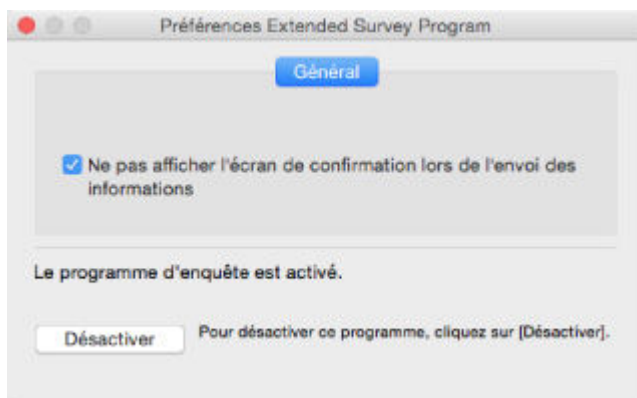 Préférences Extended Survey Program
Général
Ne pas afficher l'écran de confirmation lors de l'envoi des
informations
Le programme d'enquête est activé.
Désactiver
Pour désactiver ce programme, cliquez sur [Désactiver].